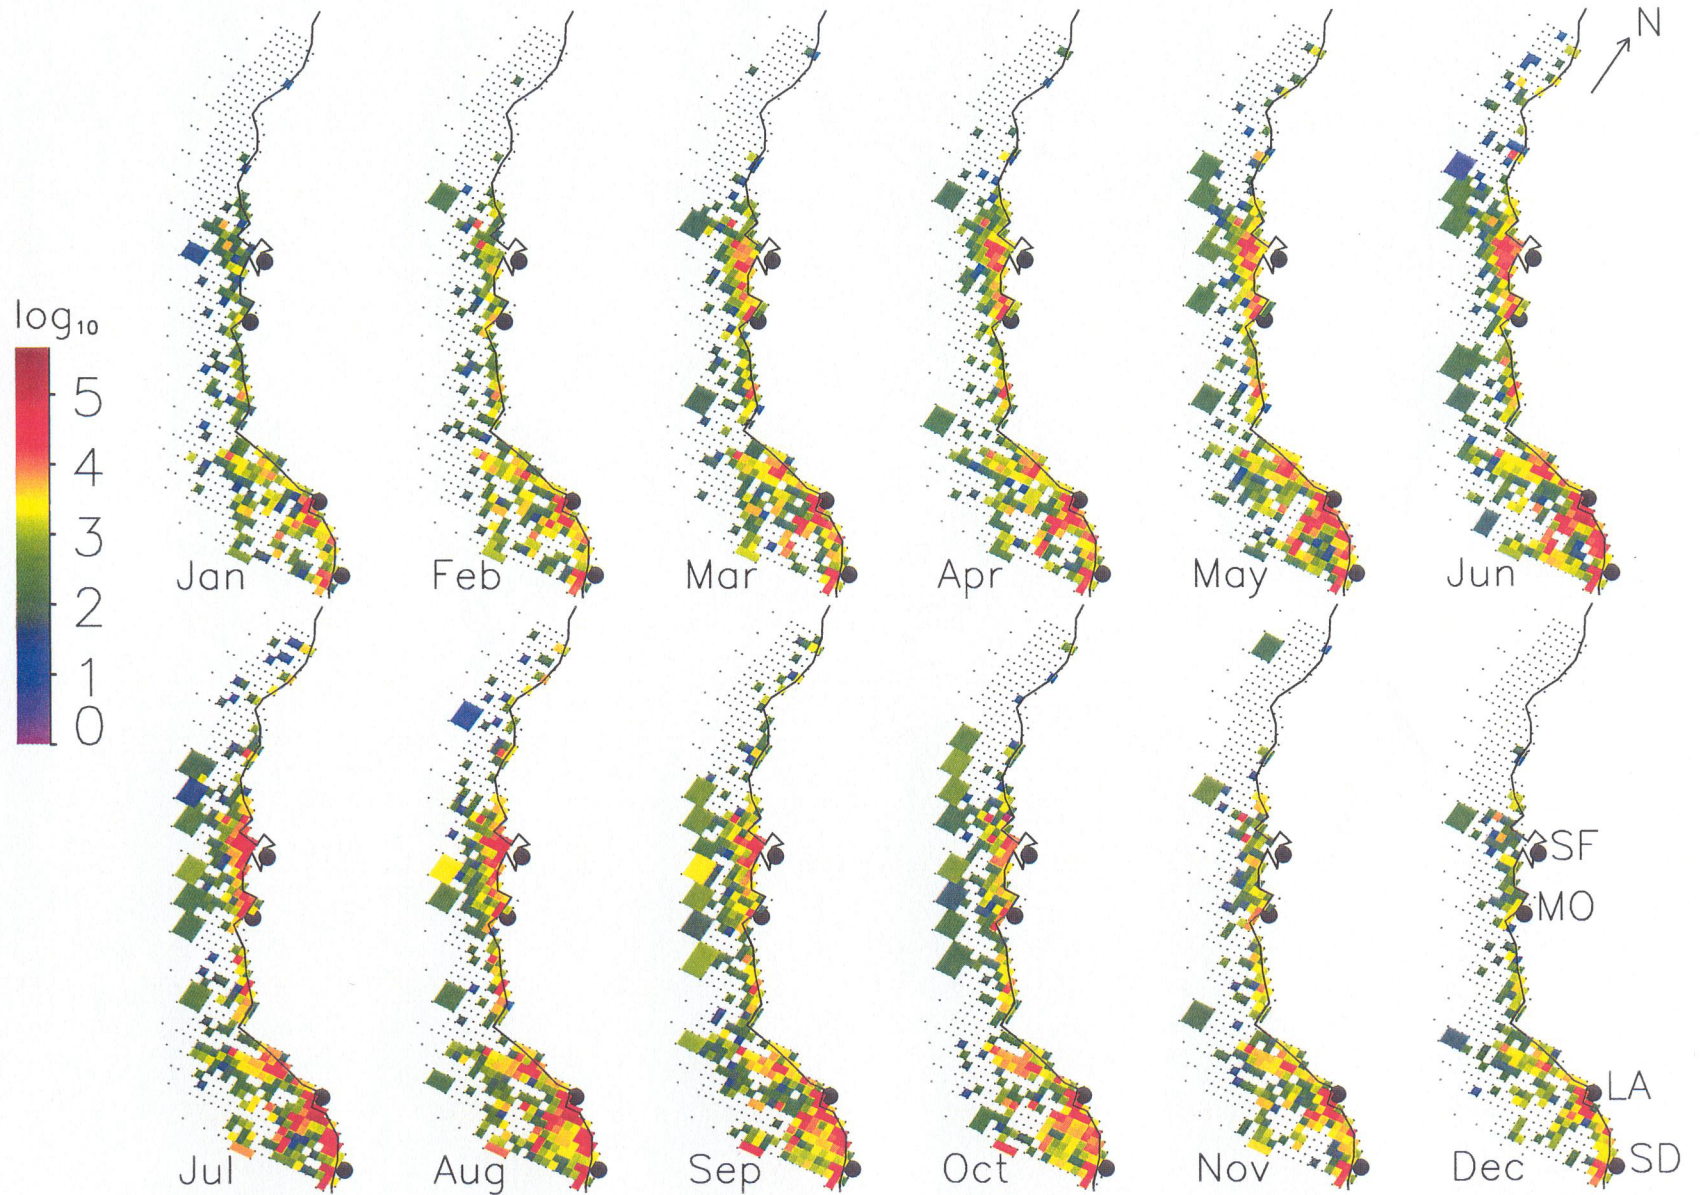 N
log₁₀
5
4
3
2
1
0
Jan Feb Mar Apr May Jun
SF
MO
LA
SD
Jul Aug Sep Oct Nov Dec